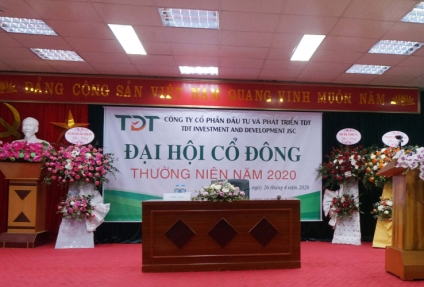 ĐẢNG CỘNG SẢN VIỆT NAM QUANG VINH MUÔN NĂM
TDT
CÔNG TY CỔ PHẦN ĐẦU TƯ VÀ PHÁT TRIỂN TDT
TDT INVESTMENT AND DEVELOPMENT JSC
ĐẠI HỘI CỔ ĐÔNG
THƯỜNG NIÊN NĂM 2020
ngày 26 tháng 4 năm 2020